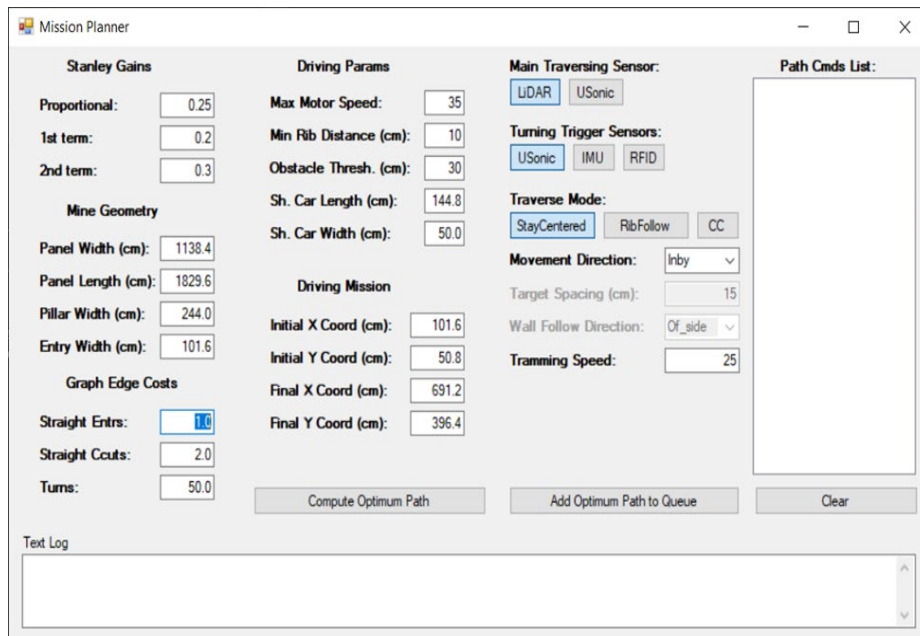 Mission Planner
Stanley Gains
Proportional: 0.25
1st term: 0.2
2nd term: 0.3
Mine Geometry
Panel Width (cm): 1138.4
Panel Length (cm): 1829.6
Pillar Width (cm): 244.0
Entry Width (cm): 101.6
Graph Edge Costs
Straight Entrs: 1.0
Straight Ccuts: 2.0
Turns: 50.0
Driving Params
Max Motor Speed: 35
Min Rib Distance (cm): 10
Obstacle Thresh. (cm): 30
Sh. Car Length (cm): 144.8
Sh. Car Width (cm): 50.0
Driving Mission
Initial X Coord (cm): 101.6
Initial Y Coord (cm): 50.8
Final X Coord (cm): 691.2
Final Y Coord (cm): 396.4
Compute Optimum Path
Main Traversing Sensor:
LiDAR USonic
Turning Trigger Sensors:
USonic IMU RFID
Traverse Mode:
StayCentered RibFollow CC
Movement Direction: Inby
Target Spacing (cm): 15
Wall Follow Direction: Of_side
Tramming Speed: 25
Add Optimum Path to Queue
Path Cmds List:
Clear
Text Log